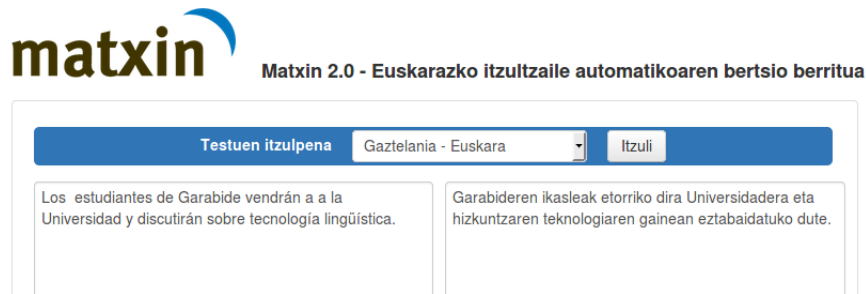 matxin
Matxin 2.0 - Euskarazko itzultzaile automatikoaren bertsio berritua
Testuen itzulpena Gaztelania - Euskara Itzuli
Los estudiantes de Garabide vendrán a a la
Universidad y discutirán sobre tecnología lingüística.
Garabideren ikasleak etorriko dira Universidadera eta
hizkuntzaren teknologiaren gainean eztabaidatuko dute.